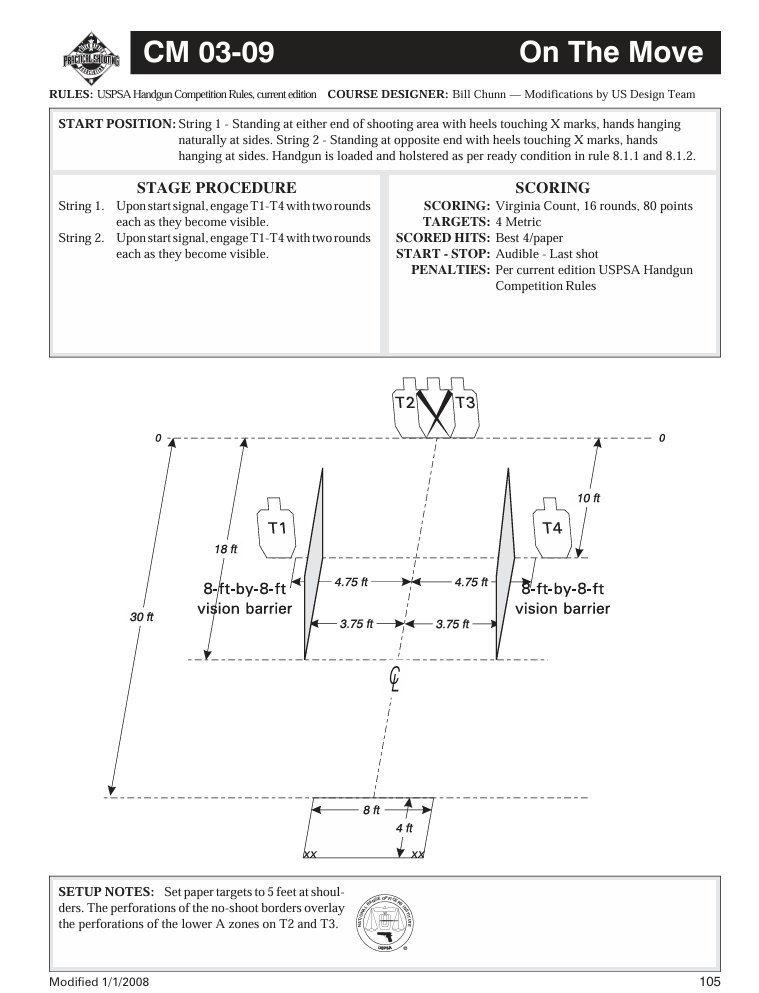 PRACTICAL SHOOTING
CM 03-09 On The Move
RULES: USPSA Handgun Competition Rules, current edition COURSE DESIGNER: Bill Chunn — Modifications by US Design Team
START POSITION: String 1 - Standing at either end of shooting area with heels touching X marks, hands hanging
naturally at sides. String 2 - Standing at opposite end with heels touching X marks, hands
hanging at sides. Handgun is loaded and holstered as per ready condition in rule 8.1.1 and 8.1.2.
STAGE PROCEDURE
String 1. Upon start signal, engage T1-T4 with two rounds
each as they become visible.
String 2. Upon start signal, engage T1-T4 with two rounds
each as they become visible.
SCORING
SCORING: Virginia Count, 16 rounds, 80 points
TARGETS: 4 Metric
SCORED HITS: Best 4/paper
START - STOP: Audible - Last shot
PENALTIES: Per current edition USPSA Handgun
Competition Rules
T2 T3
0 0
10 ft
T1 T4
18 ft
4.75 ft 4.75 ft
8-ft-by-8-ft 8-ft-by-8-ft
vision barrier vision barrier
30 ft
3.75 ft 3.75 ft
CL
8 ft
4 ft
XX XX
SETUP NOTES: Set paper targets to 5 feet at shoul-
ders. The perforations of the no-shoot borders overlay
the perforations of the lower A zones on T2 and T3.
USPSA
®
Modified 1/1/2008 105